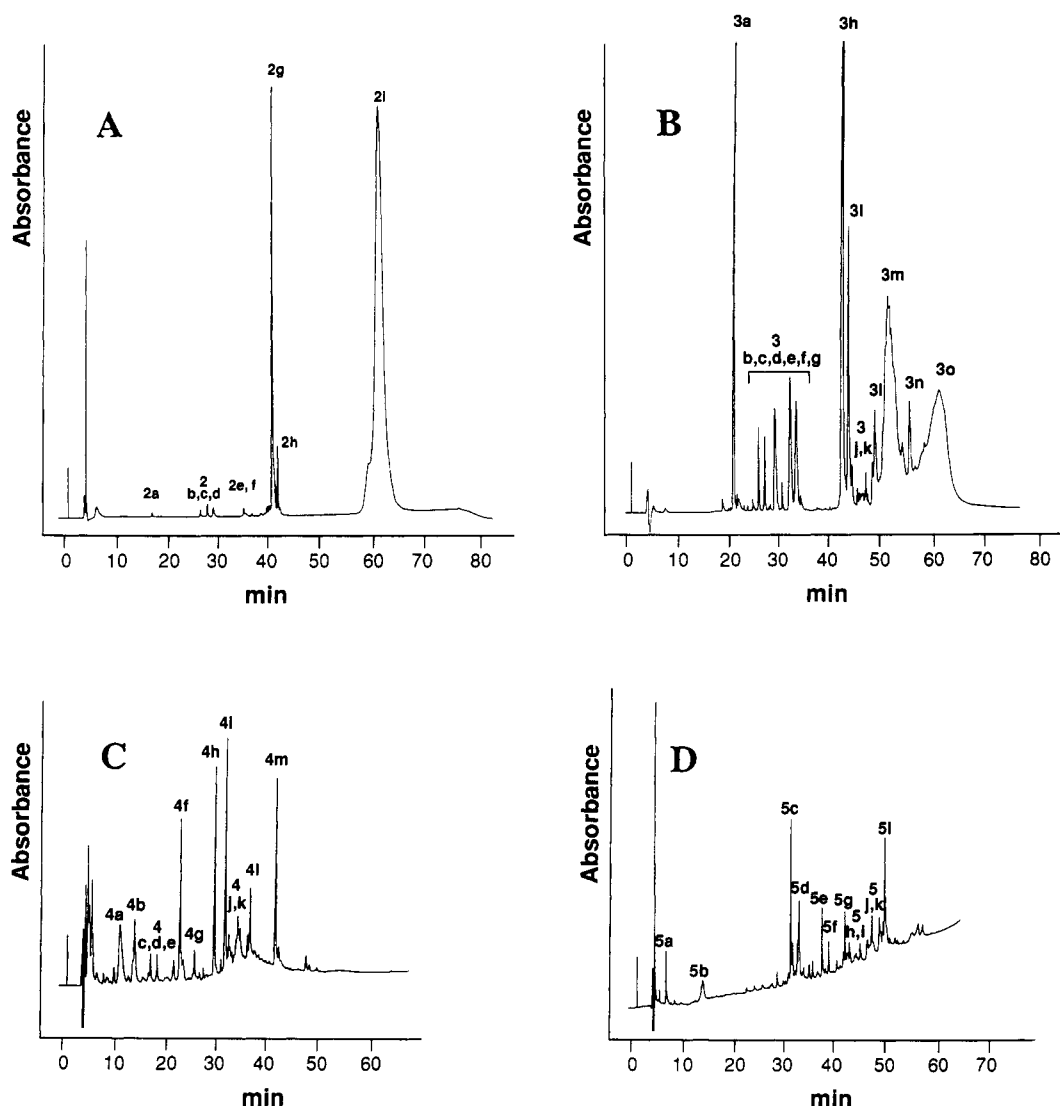 A
Absorbance
2a
2
b,c,d
2e, f
2g
2h
2i
0 10 20 30 40 50 60 70 80
min
B
Absorbance
3a
3
b,c,d,e,f,g
3h
3i
3
j,k
3l
3m
3n
3o
0 10 20 30 40 50 60 70 80
min
C
Absorbance
4a
4b
4
c,d,e
4f
4g
4h
4i
4
j,k
4l
4m
0 10 20 30 40 50 60
min
D
Absorbance
5a
5b
5c
5d
5e
5f
5g
5
h,i
5
j,k
5l
0 10 20 30 40 50 60 70
min